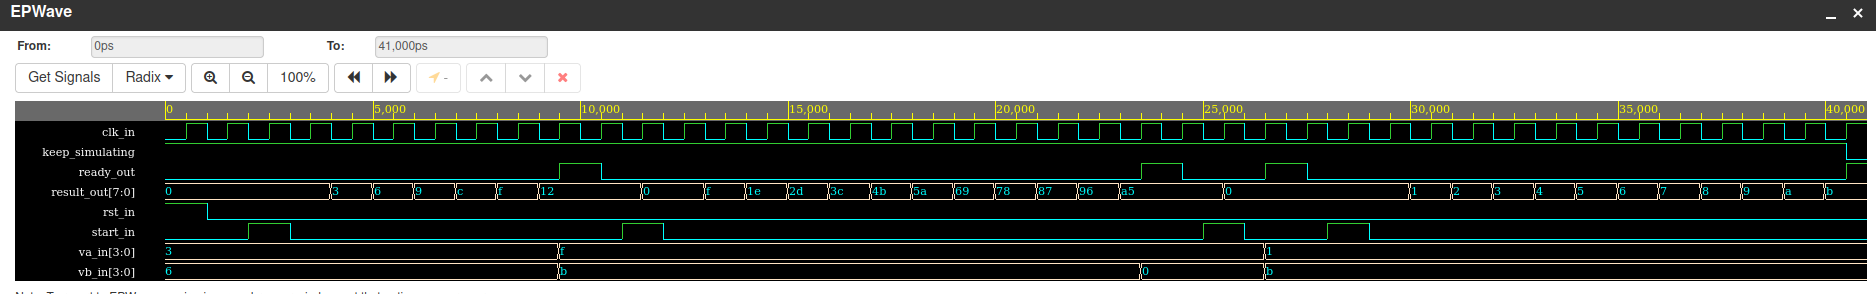 EPWave
From: 0ps To: 41,000ps
Get Signals Radix 100% -
0 5,000 10,000 15,000 20,000 25,000 30,000 35,000 40,000
clk_in
keep_simulating
ready_out
result_out[7:0] 0 3 6 9 c f 12 0 f 1e 2d 3c 4b 5a 69 78 87 96 a5 0 1 2 3 4 5 6 7 8 9 a b
rst_in
start_in
va_in[3:0] 3 f 1
vb_in[3:0] 6 b 0 b